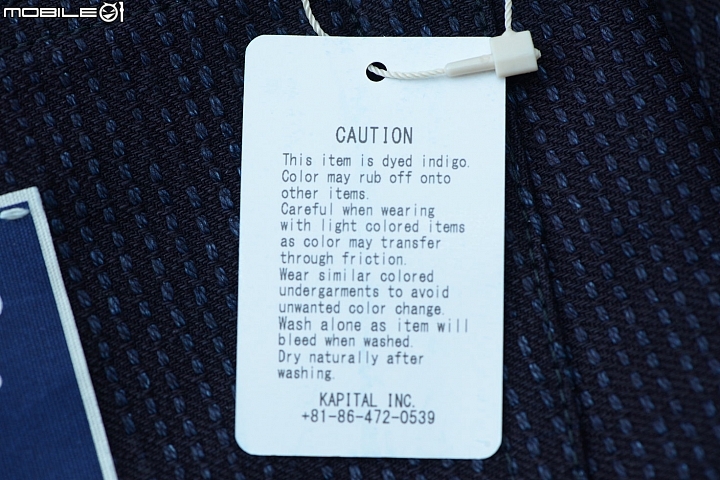 MOBILE01
CAUTION
This item is dyed indigo.
Color may rub off onto
other items.
Careful when wearing
with light colored items
as color may transfer
through friction.
Wear similar colored
undergarments to avoid
unwanted color change.
Wash alone as item will
bleed when washed.
Dry naturally after
washing.
KAPITAL INC.
+81-86-472-0539